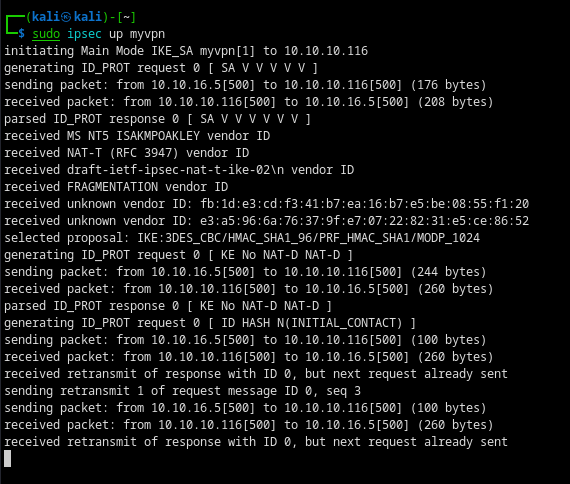 (kali㉿kali)-[~]
$ sudo ipsec up myvpn
initiating Main Mode IKE_SA myvpn[1] to 10.10.10.116
generating ID_PROT request 0 [ SA V V V V V ]
sending packet: from 10.10.16.5[500] to 10.10.10.116[500] (176 bytes)
received packet: from 10.10.10.116[500] to 10.10.16.5[500] (208 bytes)
parsed ID_PROT response 0 [ SA V V V V V V ]
received MS NT5 ISAKMPOAKLEY vendor ID
received NAT-T (RFC 3947) vendor ID
received draft-ietf-ipsec-nat-t-ike-02\n vendor ID
received FRAGMENTATION vendor ID
received unknown vendor ID: fb:1d:e3:cd:f3:41:b7:ea:16:b7:e5:be:08:55:f1:20
received unknown vendor ID: e3:a5:96:6a:76:37:9f:e7:07:22:82:31:e5:ce:86:52
selected proposal: IKE:3DES_CBC/HMAC_SHA1_96/PRF_HMAC_SHA1/MODP_1024
generating ID_PROT request 0 [ KE No NAT-D NAT-D ]
sending packet: from 10.10.16.5[500] to 10.10.10.116[500] (244 bytes)
received packet: from 10.10.10.116[500] to 10.10.16.5[500] (260 bytes)
parsed ID_PROT response 0 [ KE No NAT-D NAT-D ]
generating ID_PROT request 0 [ ID HASH N(INITIAL_CONTACT) ]
sending packet: from 10.10.16.5[500] to 10.10.10.116[500] (100 bytes)
received packet: from 10.10.10.116[500] to 10.10.16.5[500] (260 bytes)
received retransmit of response with ID 0, but next request already sent
sending retransmit 1 of request message ID 0, seq 3
sending packet: from 10.10.16.5[500] to 10.10.10.116[500] (100 bytes)
received packet: from 10.10.10.116[500] to 10.10.16.5[500] (260 bytes)
received retransmit of response with ID 0, but next request already sent